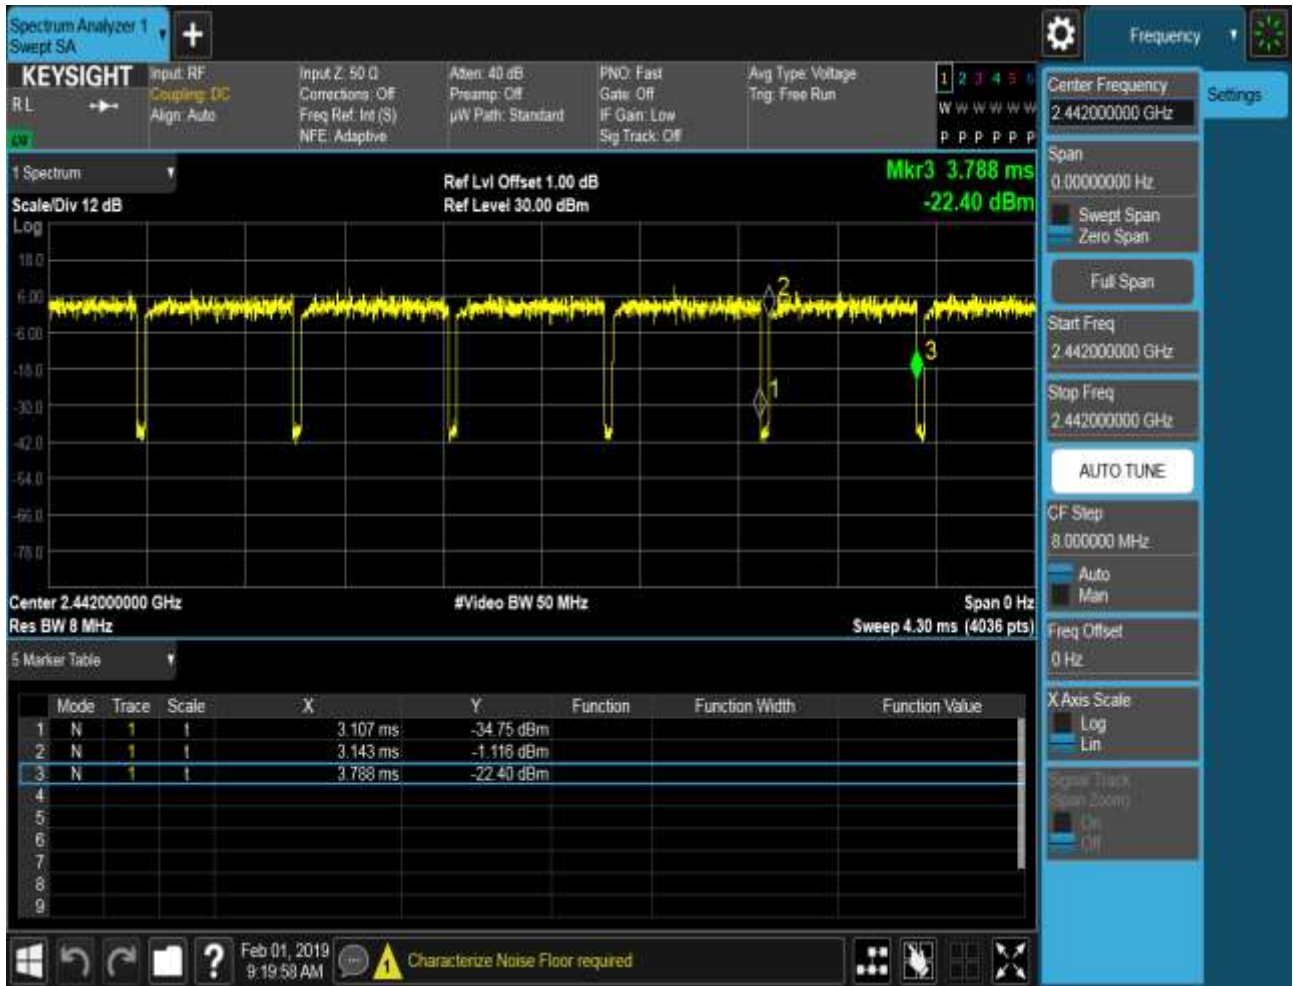 Spectrum Analyzer 1
Swept SA
+
Frequency
KEYSIGHT
RL
Input: RF
Coupling: DC
Align: Auto
Input Z: 50 Ω
Corrections: Off
Freq Ref: Int (S)
NFE: Adaptive
Atten: 40 dB
Preamp: Off
µW Path: Standard
PNO: Fast
Gate: Off
IF Gain: Low
Sig Track: Off
Avg Type: Voltage
Trig: Free Run
1 2 3 4 5 6
W W W W W W
P P P P P P
1 Spectrum
Scale/Div 12 dB
Log
Ref Lvl Offset 1.00 dB
Ref Level 30.00 dBm
Mkr3 3.788 ms
-22.40 dBm
18.0
6.00
-6.00
-18.0
-30.0
-42.0
-54.0
-66.0
-78.0
2
3
1
Center 2.442000000 GHz
#Video BW 50 MHz
Span 0 Hz
Res BW 8 MHz
Sweep 4.30 ms (4036 pts)
5 Marker Table
Mode Trace Scale X Y Function Function Width Function Value
1 N 1 t 3.107 ms -34.75 dBm
2 N 1 t 3.143 ms -1.116 dBm
3 N 1 t 3.788 ms -22.40 dBm
4
5
6
7
8
9
Feb 01, 2019
9:19:58 AM
Characterize Noise Floor required
Center Frequency
2.442000000 GHz
Settings
Span
0.00000000 Hz
Swept Span
Zero Span
Full Span
Start Freq
2.442000000 GHz
Stop Freq
2.442000000 GHz
AUTO TUNE
CF Step
8.000000 MHz
Auto
Man
Freq Offset
0 Hz
X Axis Scale
Log
Lin
Signal Track
(Span Zoom)
On
Off